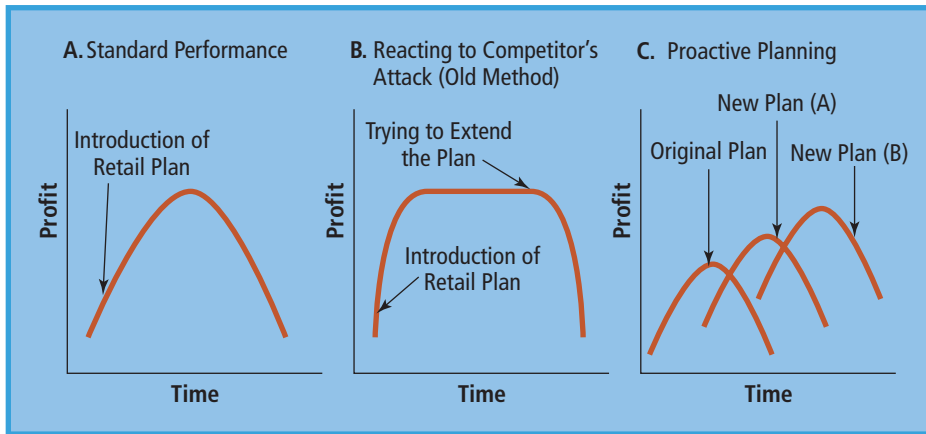 A. Standard Performance
Introduction of
Retail Plan
Profit
Time
B. Reacting to Competitor’s
Attack (Old Method)
Trying to Extend
the Plan
Introduction of
Retail Plan
Profit
Time
C. Proactive Planning
New Plan (A)
Original Plan
New Plan (B)
Profit
Time